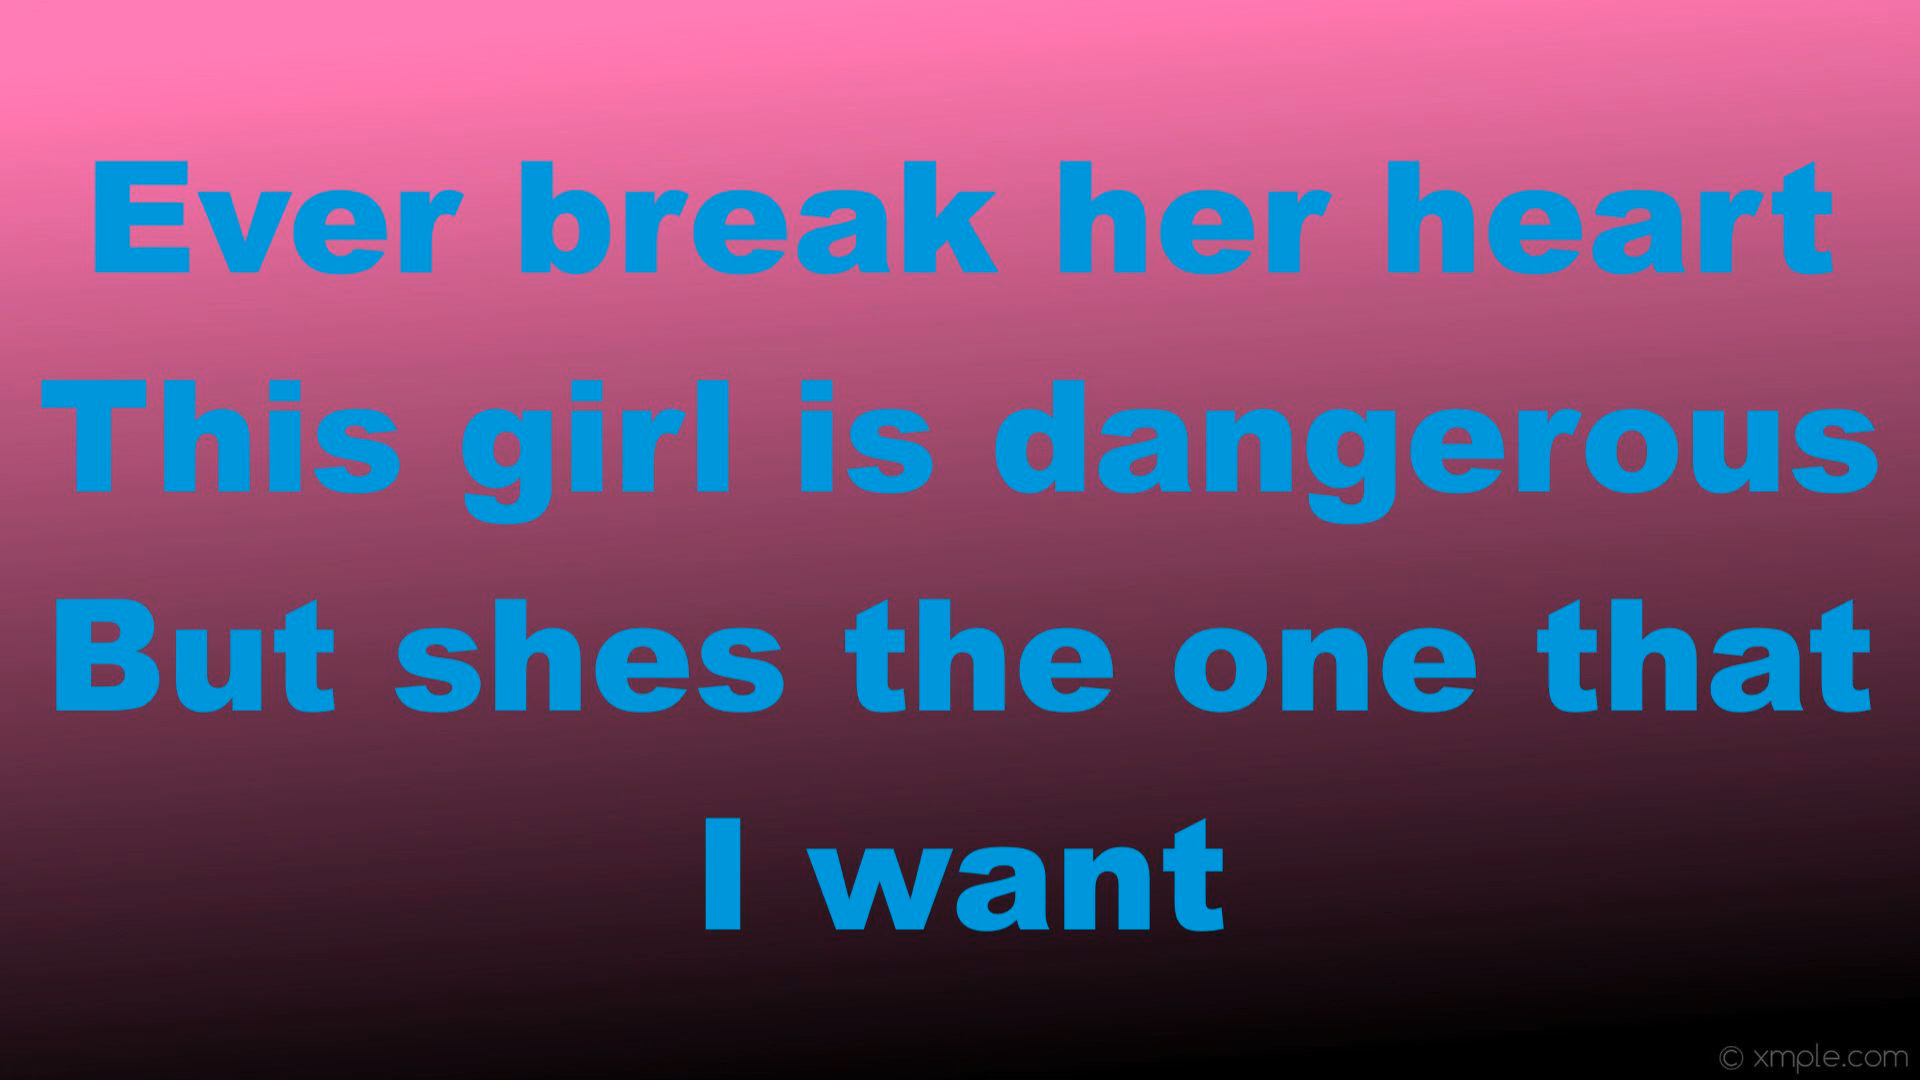 Ever break her heart
This girl is dangerous
But shes the one that
I want
© xmple.com